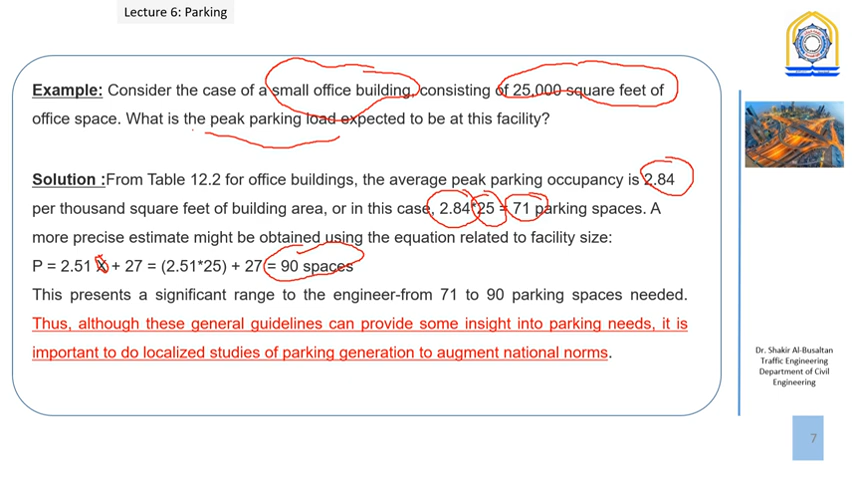 Lecture 6: Parking
Example: Consider the case of a small office building, consisting of 25,000 square feet of
office space. What is the peak parking load expected to be at this facility?
Solution :From Table 12.2 for office buildings, the average peak parking occupancy is 2.84
per thousand square feet of building area, or in this case, 2.84*25 = 71 parking spaces. A
more precise estimate might be obtained using the equation related to facility size:
P = 2.51 X + 27 = (2.51*25) + 27 = 90 spaces
This presents a significant range to the engineer-from 71 to 90 parking spaces needed.
Thus, although these general guidelines can provide some insight into parking needs, it is
important to do localized studies of parking generation to augment national norms.
Dr. Shakir Al-Busaltan
Traffic Engineering
Department of Civil
Engineering
7